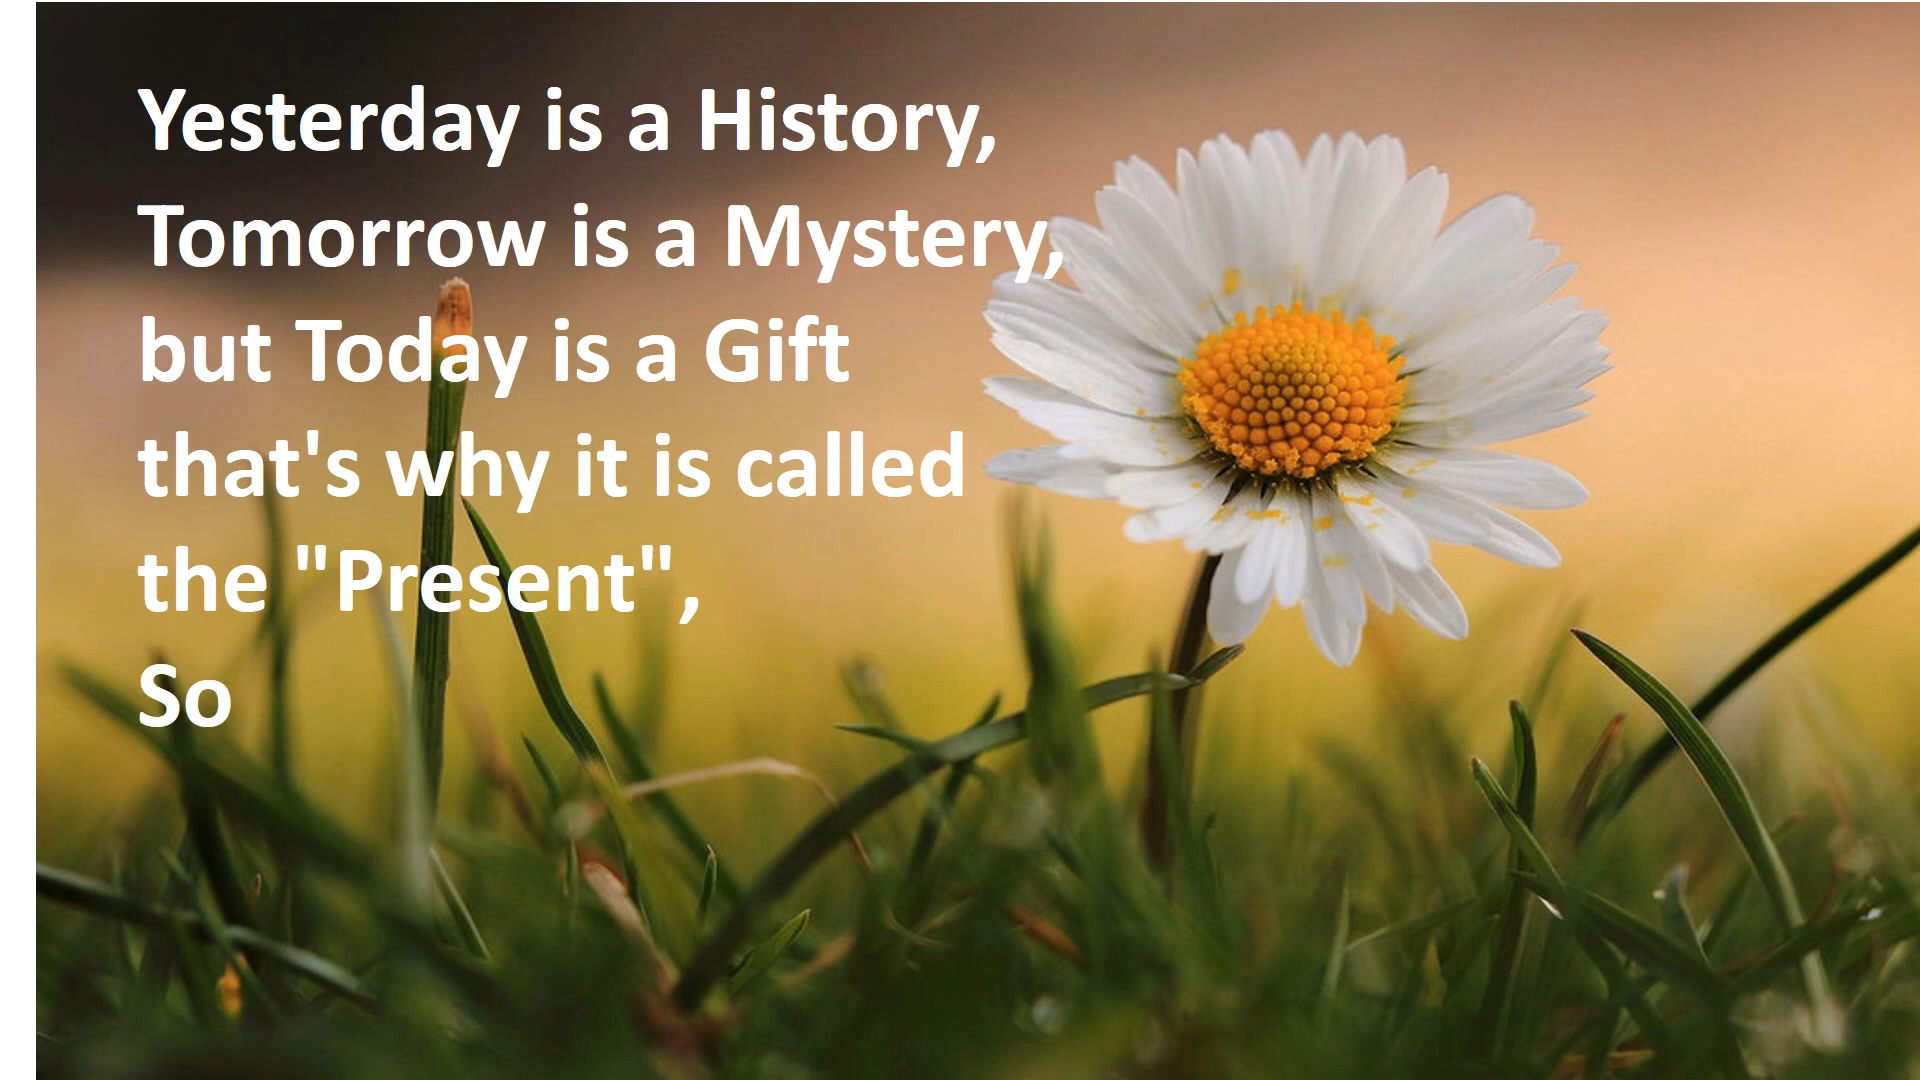 Yesterday is a History,
Tomorrow is a Mystery,
but Today is a Gift
that's why it is called
the "Present",
So